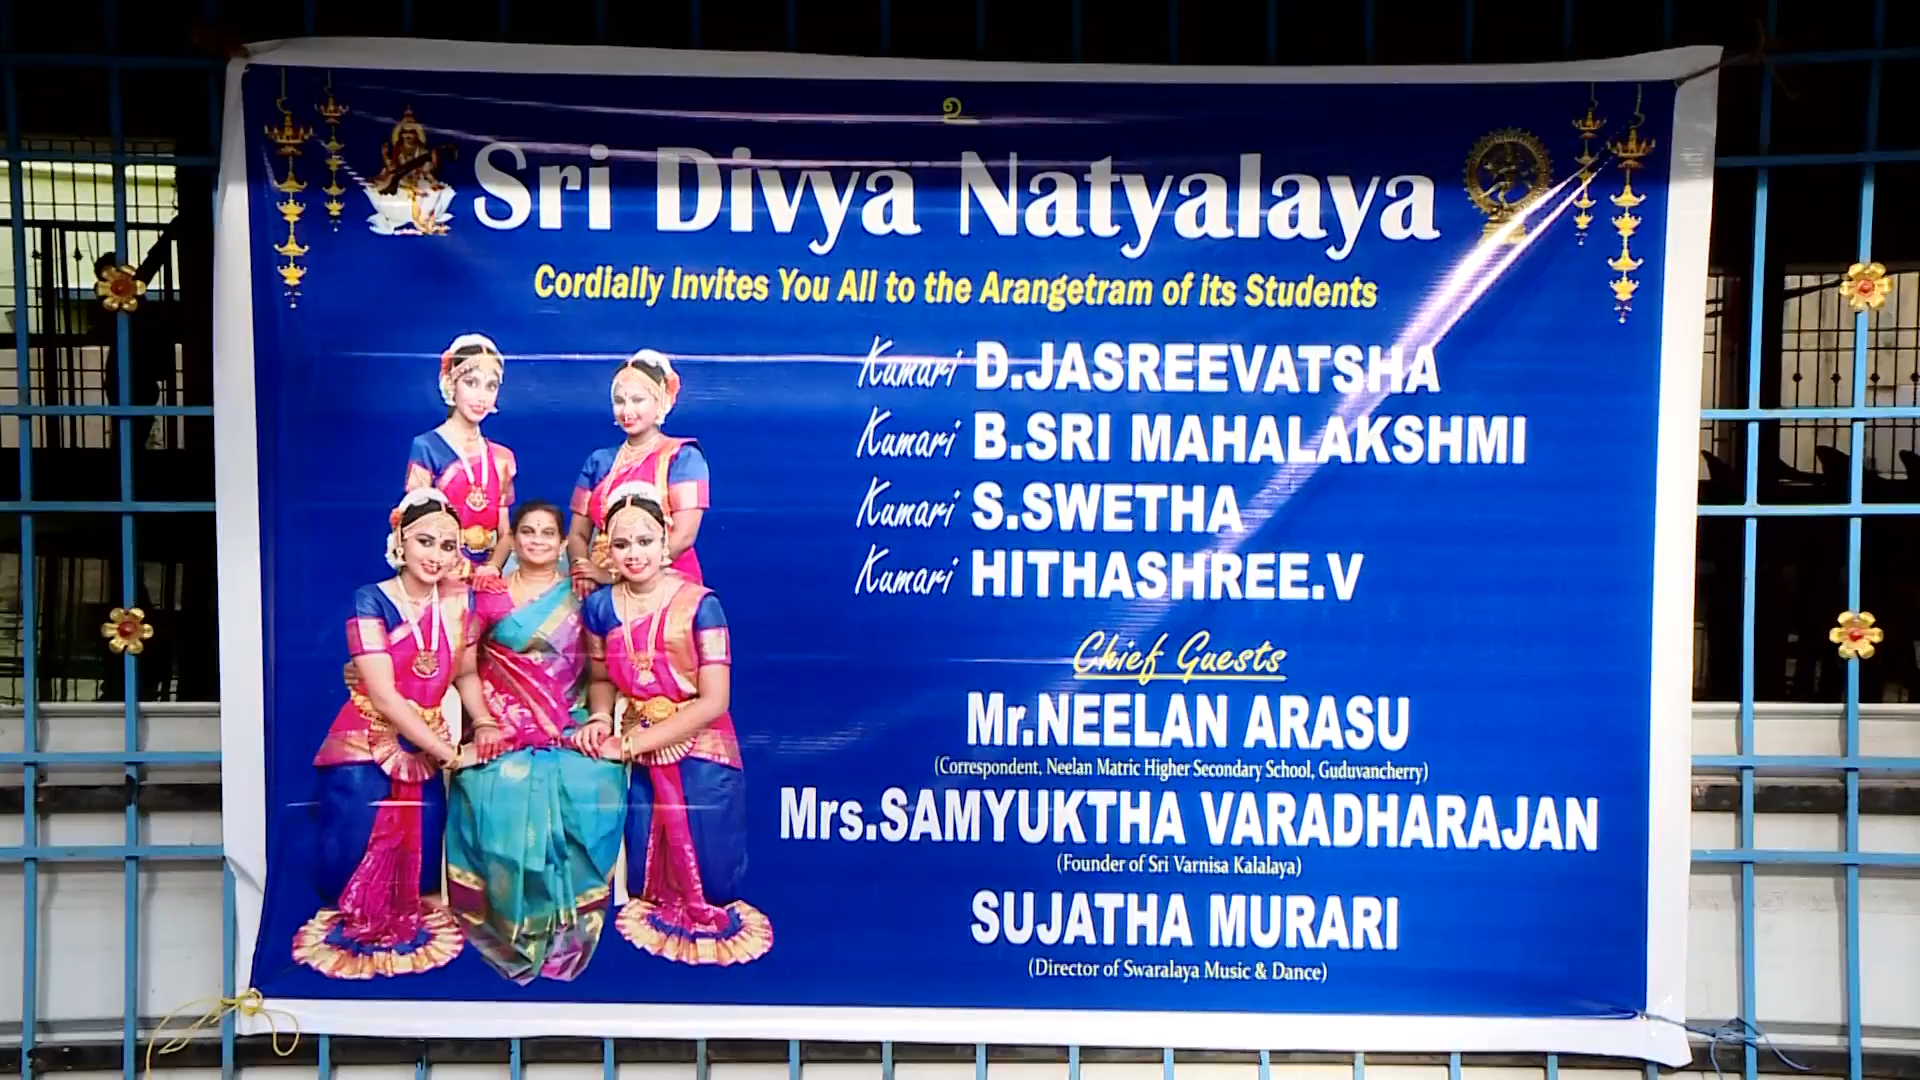 உ
Sri Divya Natyalaya
Cordially Invites You All to the Arangetram of its Students
Kumari D.JASREEVATSHA
Kumari B.SRI MAHALAKSHMI
Kumari S.SWETHA
Kumari HITHASHREE.V
Chief Guests
Mr.NEELAN ARASU
(Correspondent, Neelan Matric Higher Secondary School, Guduvancherry)
Mrs.SAMYUKTHA VARADHARAJAN
(Founder of Sri Varnisa Kalalaya)
SUJATHA MURARI
(Director of Swaralaya Music & Dance)